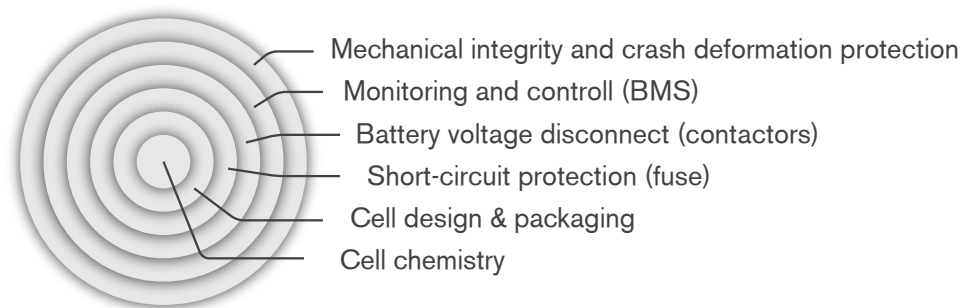 Mechanical integrity and crash deformation protection
Monitoring and controll (BMS)
Battery voltage disconnect (contactors)
Short-circuit protection (fuse)
Cell design & packaging
Cell chemistry